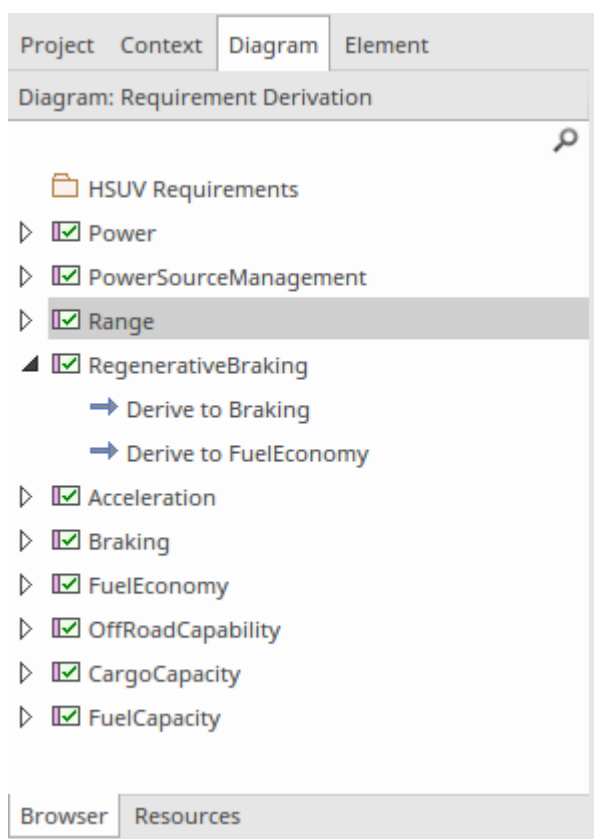 Project Context Diagram Element
Diagram: Requirement Derivation
HSUV Requirements
Power
PowerSourceManagement
Range
RegenerativeBraking
Derive to Braking
Derive to FuelEconomy
Acceleration
Braking
FuelEconomy
OffRoadCapability
CargoCapacity
FuelCapacity
Browser Resources